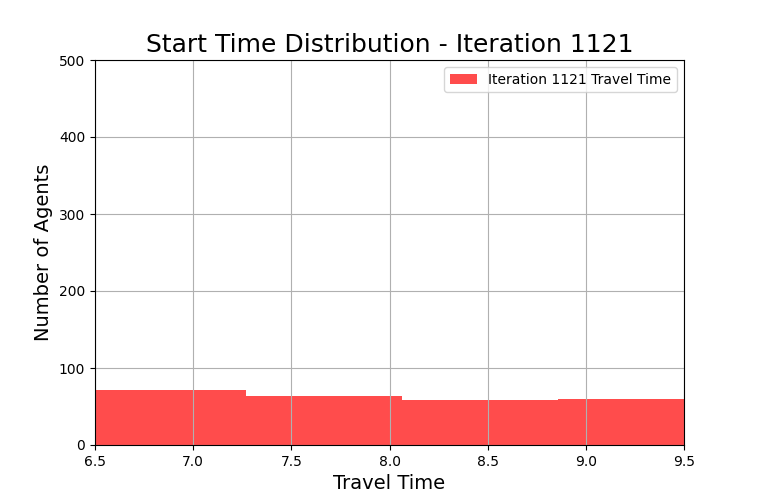 Start Time Distribution - Iteration 1121
500
Iteration 1121 Travel Time
400
300
200
100
0
Number of Agents
6.5 7.0 7.5 8.0 8.5 9.0 9.5
Travel Time